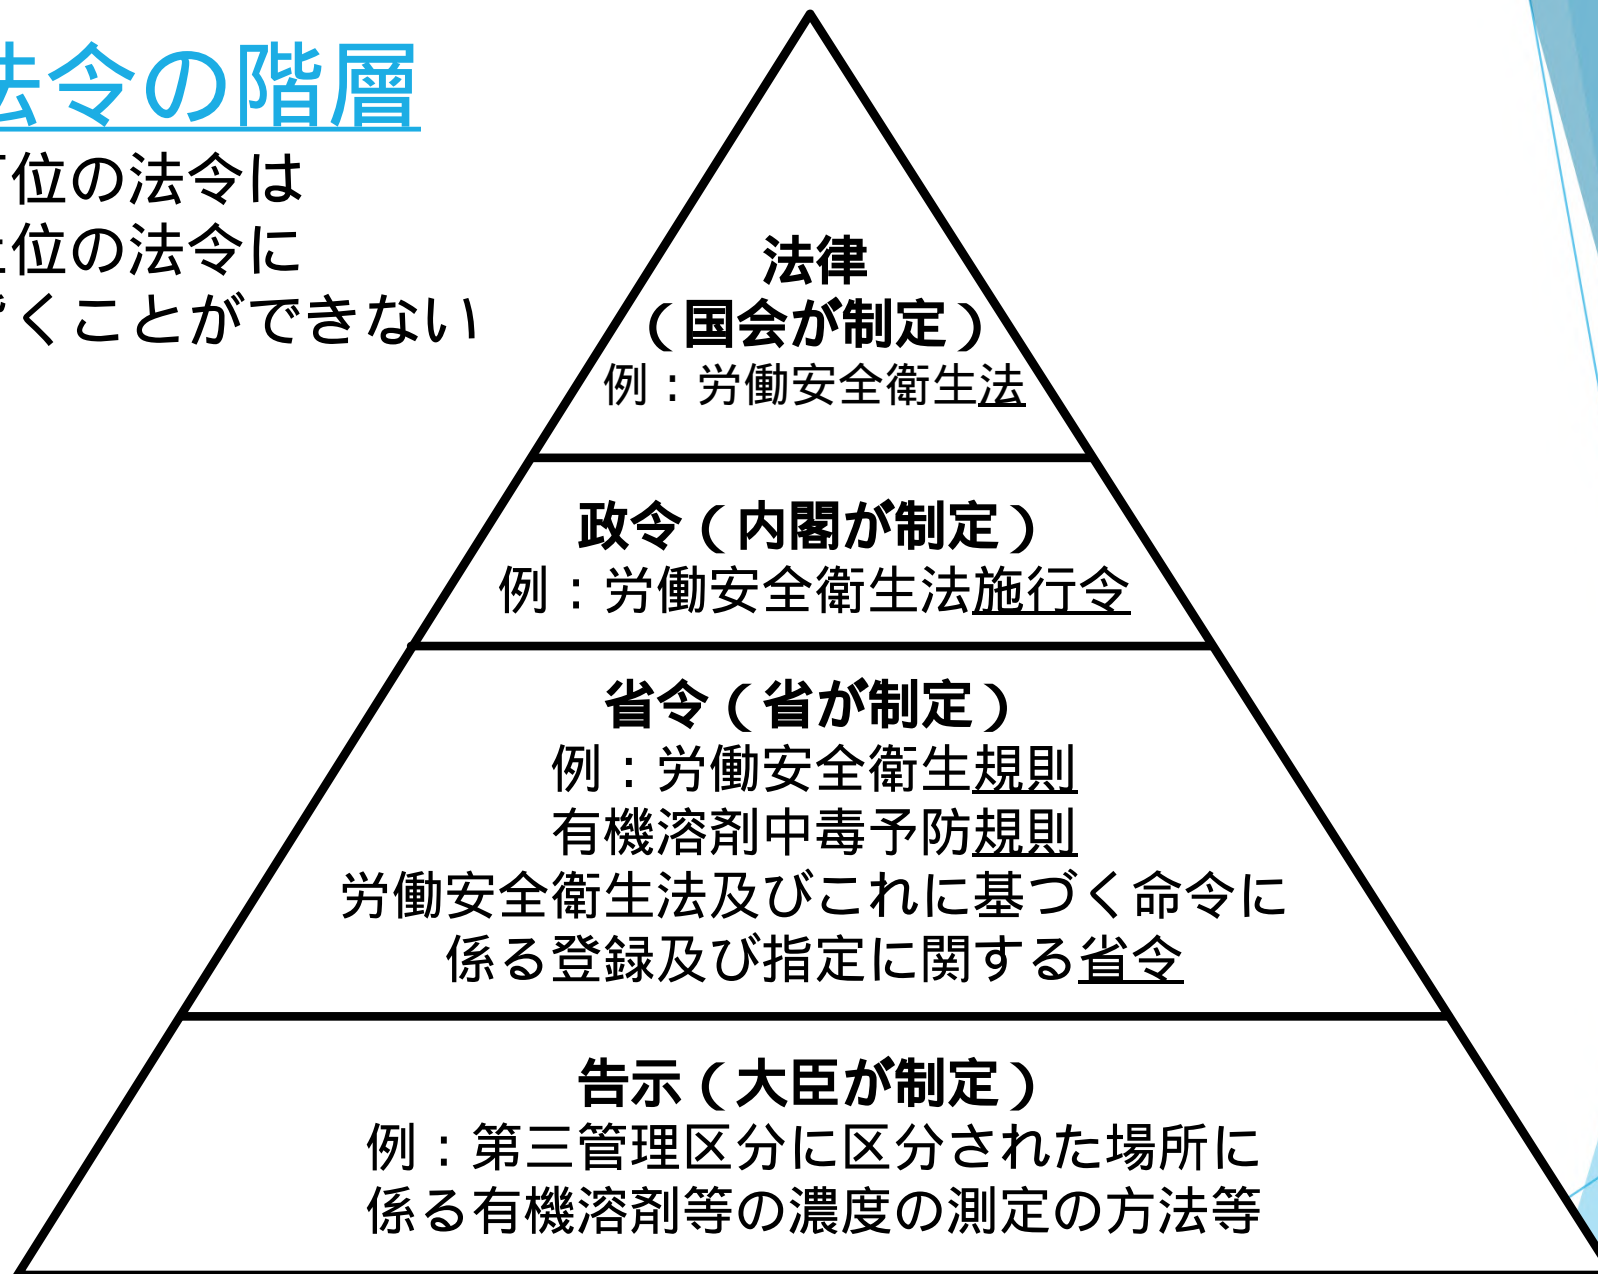 法令の階層
下位の法令は
上位の法令に
背くことができない
法律
（国会が制定）
例：労働安全衛生法
政令（内閣が制定）
例：労働安全衛生法施行令
省令（省が制定）
例：労働安全衛生規則
有機溶剤中毒予防規則
労働安全衛生法及びこれに基づく命令に
係る登録及び指定に関する省令
告示（大臣が制定）
例：第三管理区分に区分された場所に
係る有機溶剤等の濃度の測定の方法等